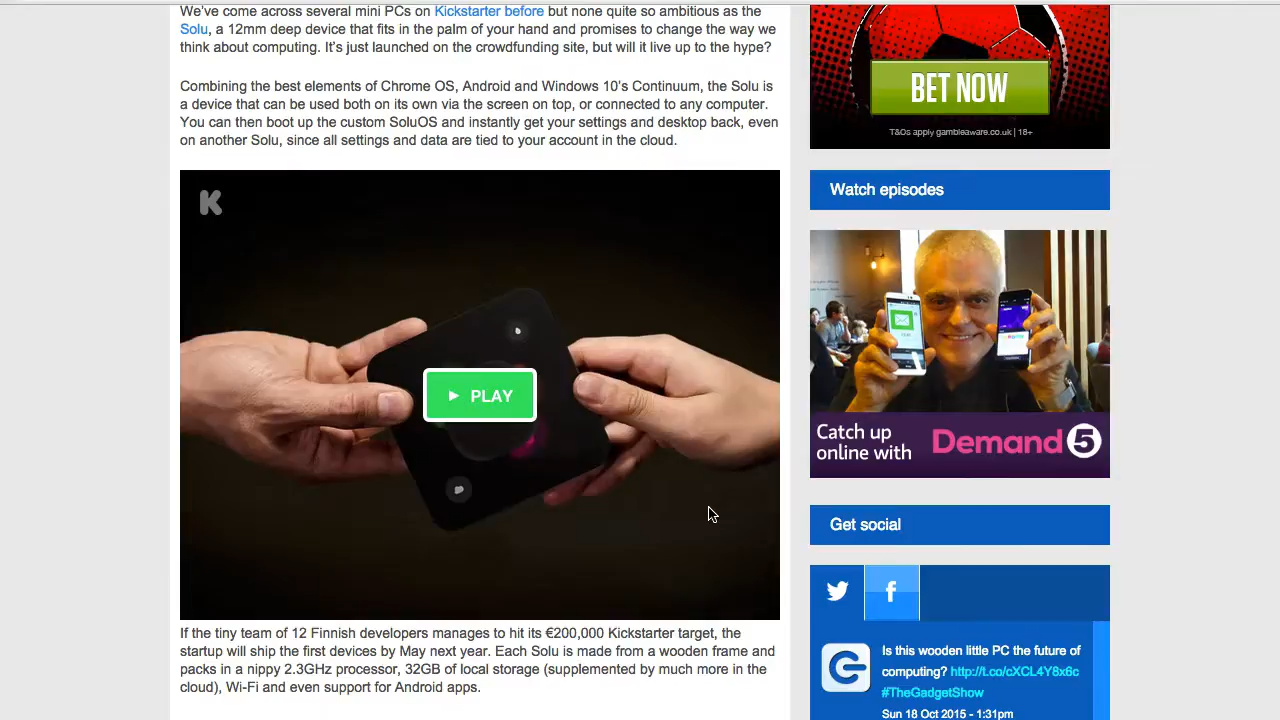 We've come across several mini PCs on Kickstarter before but none quite so ambitious as the
Solu, a 12mm deep device that fits in the palm of your hand and promises to change the way we
think about computing. It's just launched on the crowdfunding site, but will it live up to the hype?
Combining the best elements of Chrome OS, Android and Windows 10's Continuum, the Solu is
a device that can be used both on its own via the screen on top, or connected to any computer.
You can then boot up the custom SoluOS and instantly get your settings and desktop back, even
on another Solu, since all settings and data are tied to your account in the cloud.
K
PLAY
If the tiny team of 12 Finnish developers manages to hit its €200,000 Kickstarter target, the
startup will ship the first devices by May next year. Each Solu is made from a wooden frame and
packs in a nippy 2.3GHz processor, 32GB of local storage (supplemented by much more in the
cloud), Wi-Fi and even support for Android apps.
BET NOW
T&Cs apply gambleaware.co.uk | 18+
Watch episodes
Catch up
online with
Demand 5
Get social
f
Is this wooden little PC the future of
computing? http://t.co/cXCL4Y8x6c
#TheGadgetShow
Sun 18 Oct 2015 - 1:31pm